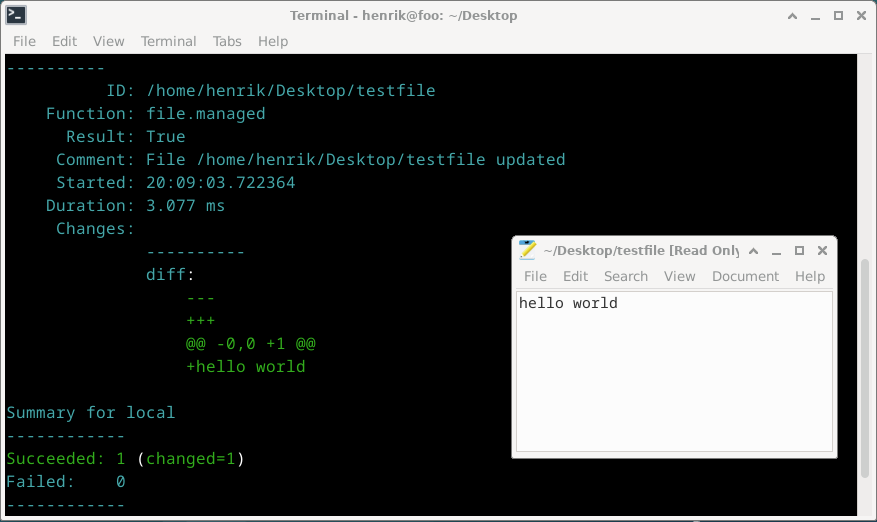 Terminal - henrik@foo: ~/Desktop
File Edit View Terminal Tabs Help
----------
ID: /home/henrik/Desktop/testfile
Function: file.managed
Result: True
Comment: File /home/henrik/Desktop/testfile updated
Started: 20:09:03.722364
Duration: 3.077 ms
Changes:
----------
diff:
---
+++
@@ -0,0 +1 @@
+hello world
Summary for local
------------
Succeeded: 1 (changed=1)
Failed: 0
------------
~/Desktop/testfile [Read Only
File Edit Search View Document Help
hello world